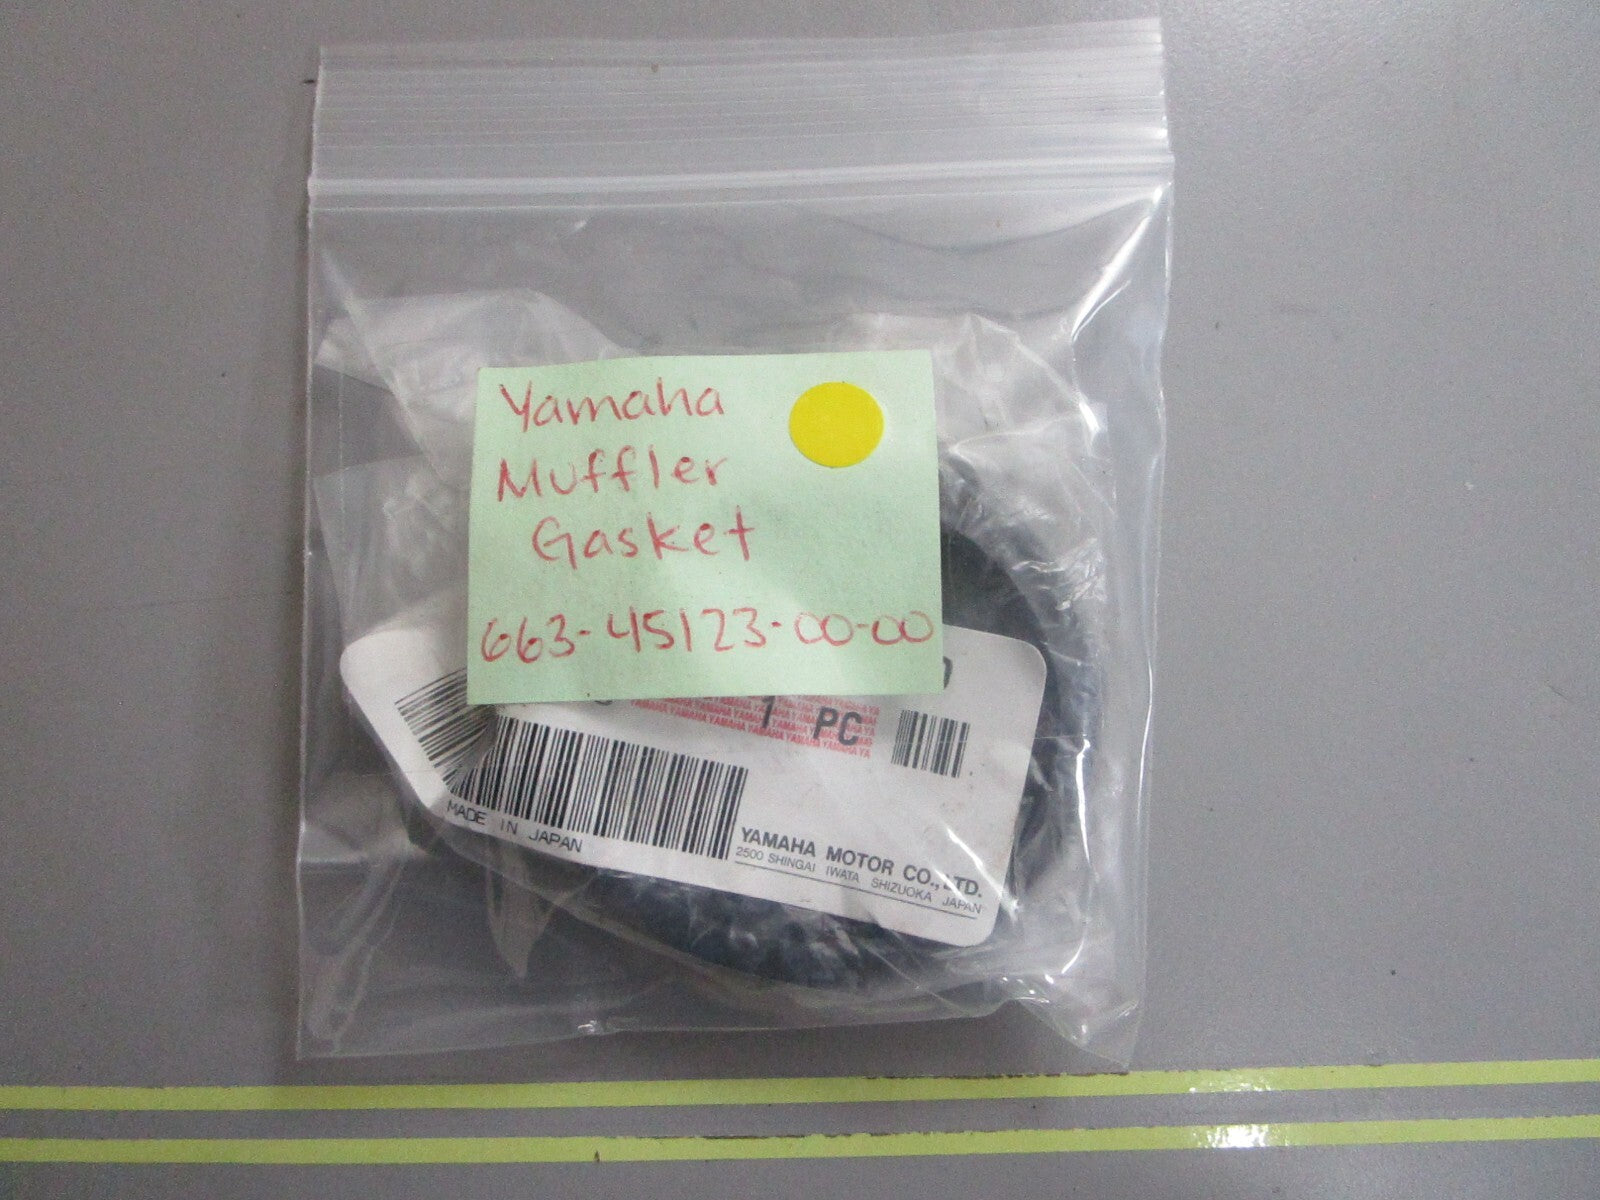 Yamaha
Muffler
Gasket
663-45123-00-00
1 PC
MADE IN JAPAN
YAMAHA MOTOR CO., LTD.
2500 SHINGAI IWATA SHIZUOKA JAPAN